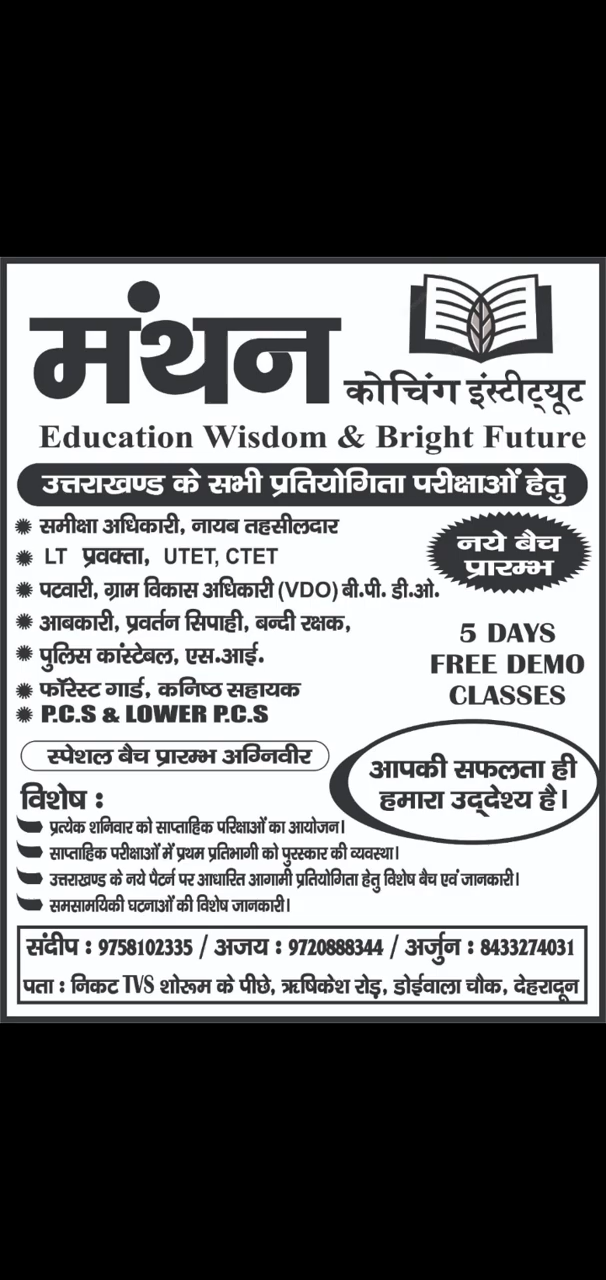 मंथन
कोचिंग इंस्टीट्यूट
Education Wisdom & Bright Future
उत्तराखण्ड के सभी प्रतियोगिता परीक्षाओं हेतु
समीक्षा अधिकारी, नायब तहसीलदार
LT प्रवक्ता, UTET, CTET
पटवारी, ग्राम विकास अधिकारी (VDO) बी.पी. डी.ओ.
आबकारी, प्रवर्तन सिपाही, बन्दी रक्षक,
पुलिस कांस्टेबल, एस.आई.
फॉरेस्ट गार्ड, कनिष्ठ सहायक
P.C.S & LOWER P.C.S
नये बैच
प्रारम्भ
5 DAYS
FREE DEMO
CLASSES
स्पेशल बैच प्रारम्भ अग्निवीर
आपकी सफलता ही
हमारा उद्देश्य है।
विशेष :
प्रत्येक शनिवार को साप्ताहिक परिक्षाओं का आयोजन।
साप्ताहिक परीक्षाओं में प्रथम प्रतिभागी को पुरस्कार की व्यवस्था।
उत्तराखण्ड के नये पैटर्न पर आधारित आगामी प्रतियोगिता हेतु विशेष बैच एवं जानकारी।
समसामयिकी घटनाओं की विशेष जानकारी।
संदीप : 9758102335 / अजय : 9720888344 / अर्जुन : 8433274031
पता : निकट TVS शोरूम के पीछे, ऋषिकेश रोड़, डोईवाला चौक, देहरादून